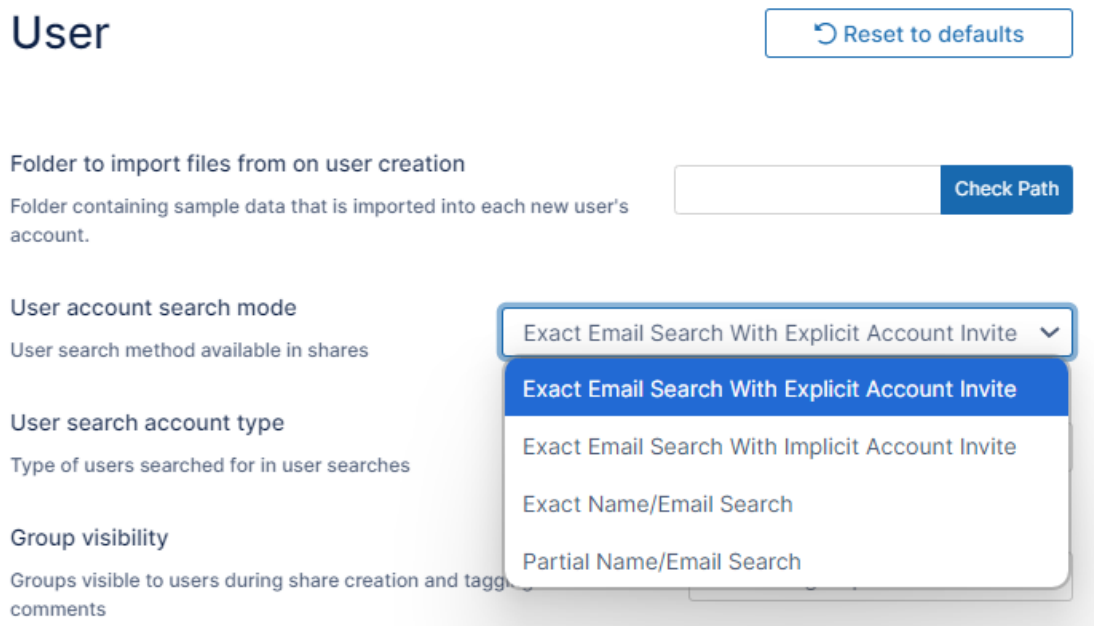 User
Reset to defaults
Folder to import files from on user creation
Folder containing sample data that is imported into each new user's
account.
Check Path
User account search mode
User search method available in shares
Exact Email Search With Explicit Account Invite
Exact Email Search With Explicit Account Invite
Exact Email Search With Implicit Account Invite
Exact Name/Email Search
Partial Name/Email Search
User search account type
Type of users searched for in user searches
Group visibility
Groups visible to users during share creation and tagging
comments